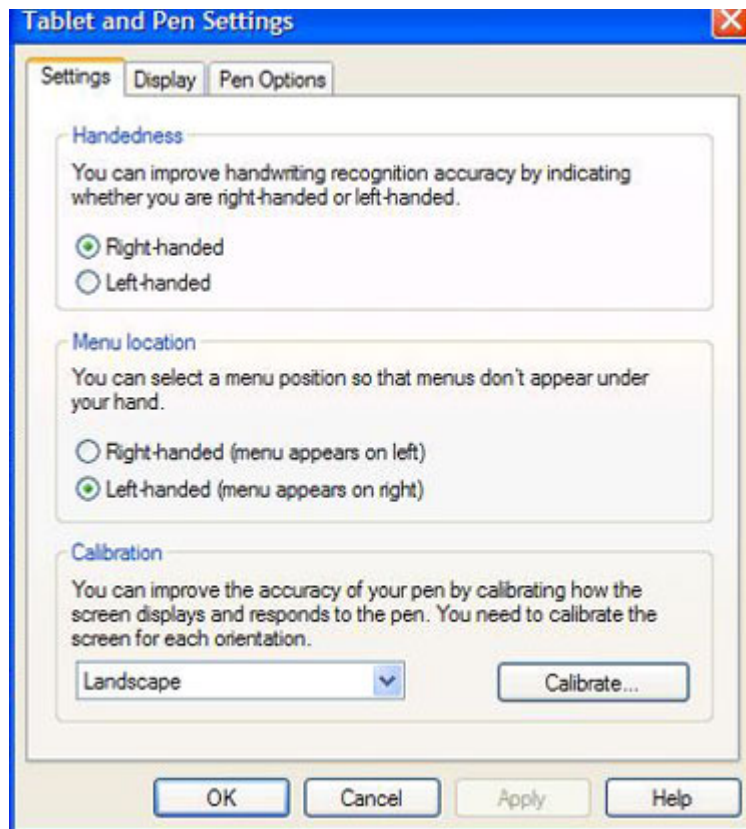 Tablet and Pen Settings
Settings Display Pen Options
Handedness
You can improve handwriting recognition accuracy by indicating
whether you are right-handed or left-handed.
Right-handed
Left-handed
Menu location
You can select a menu position so that menus don't appear under
your hand.
Right-handed (menu appears on left)
Left-handed (menu appears on right)
Calibration
You can improve the accuracy of your pen by calibrating how the
screen displays and responds to the pen. You need to calibrate the
screen for each orientation.
Landscape Calibrate...
OK Cancel Apply Help